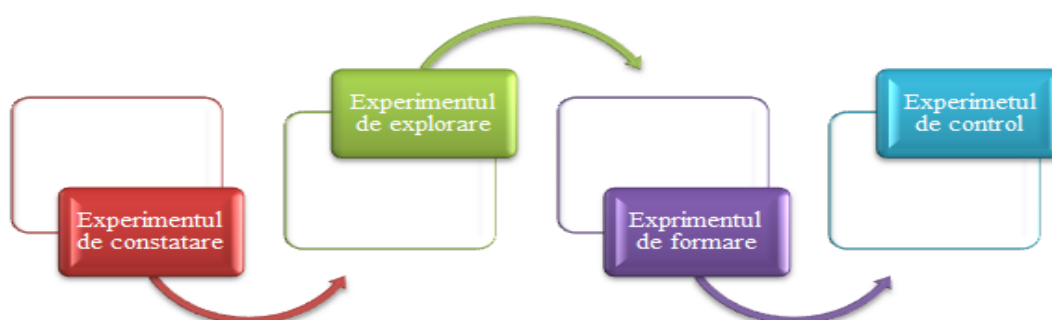 Experimentul
de constatare
Experimentul
de explorare
Exprimentul
de formare
Experimetul
de control